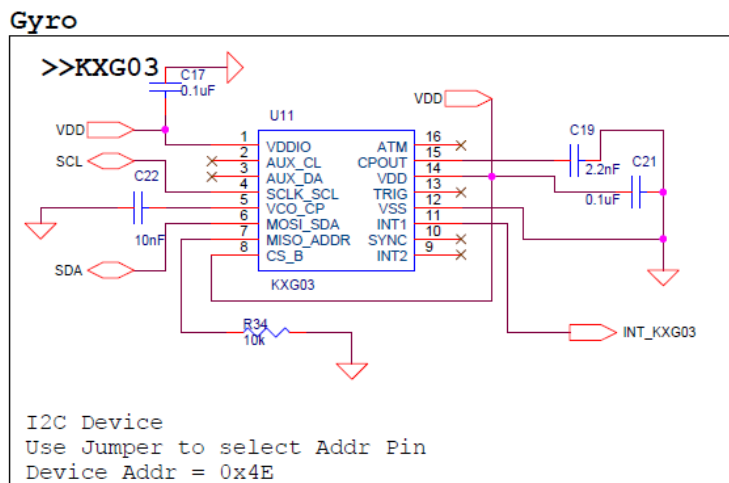 Gyro
>>KXG03
C17
0.1uF
VDD
SCL
C22
10nF
SDA
U11
1 VDDIO
2 AUX_CL
3 AUX_DA
4 SCLK_SCL
5 VCO_CP
6 MOSI_SDA
7 MISO_ADDR
8 CS_B
ATM 16
CPOUT 15
VDD 14
TRIG 13
VSS 12
INT1 11
SYNC 10
INT2 9
KXG03
VDD
C19
2.2nF
C21
0.1uF
INT_KXG03
R34
10k
I2C Device
Use Jumper to select Addr Pin
Device Addr = 0x4E